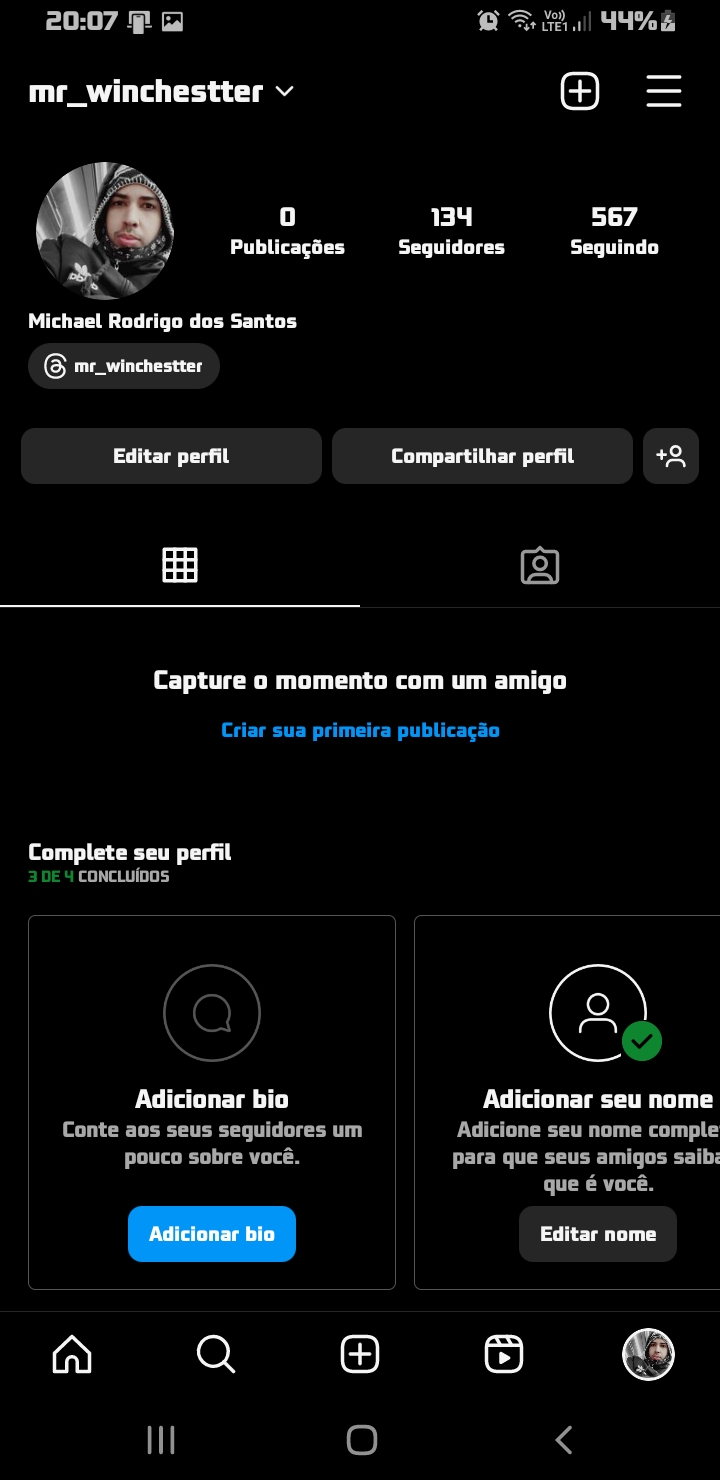 20:07
Vo))
LTE1
44%
mr_winchestter
0
134
567
Publicações
Seguidores
Seguindo
Michael Rodrigo dos Santos
mr_winchestter
Editar perfil
Compartilhar perfil
Capture o momento com um amigo
Criar sua primeira publicação
Complete seu perfil
3 DE 4 CONCLUÍDOS
Adicionar bio
Conte aos seus seguidores um
pouco sobre você.
Adicionar bio
Adicionar seu nome
Adicione seu nome comple
para que seus amigos saiba
que é você.
Editar nome